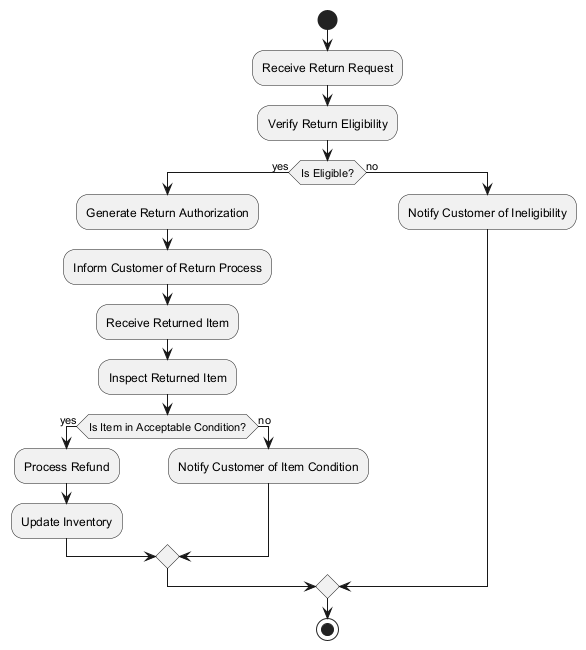 Receive Return Request
Verify Return Eligibility
yes
Is Eligible?
no
Generate Return Authorization
Notify Customer of Ineligibility
Inform Customer of Return Process
Receive Returned Item
Inspect Returned Item
yes
Is Item in Acceptable Condition?
no
Process Refund
Notify Customer of Item Condition
Update Inventory